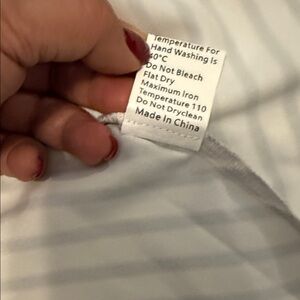 Temperature For
Hand Washing Is
40°C
Do Not Bleach
Flat Dry
Maximum Iron
Temperature 110
Do Not Dryclean
Made In China